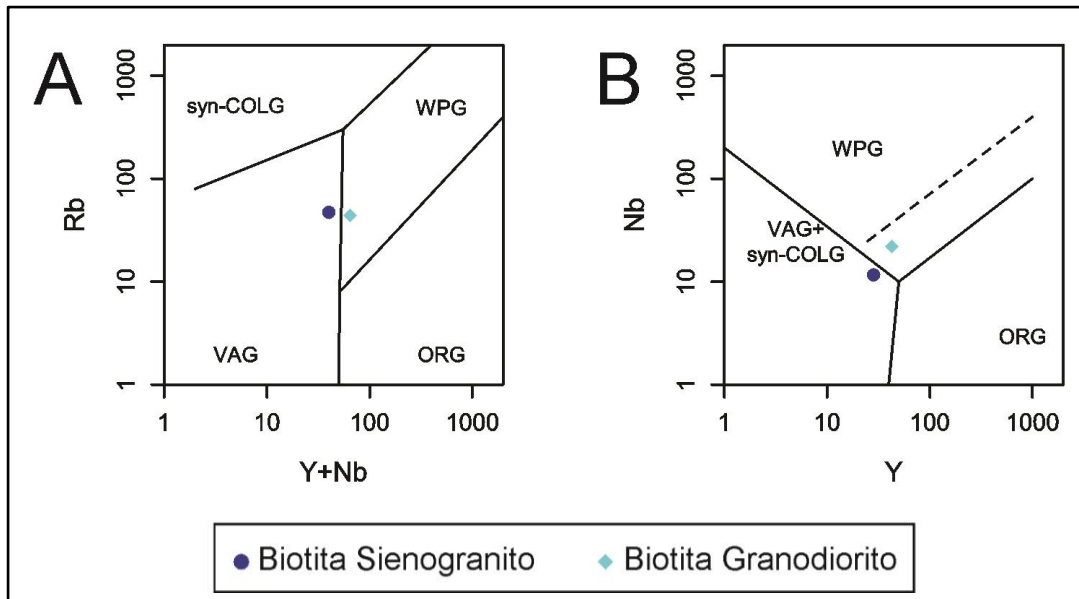 A
Rb
1000
100
10
1
syn-COLG
WPG
VAG
ORG
1
10
100
1000
Y+Nb
B
Nb
1000
100
10
1
WPG
VAG+
syn-COLG
ORG
1
10
100
1000
Y
Biotita Sienogranito
Biotita Granodiorito